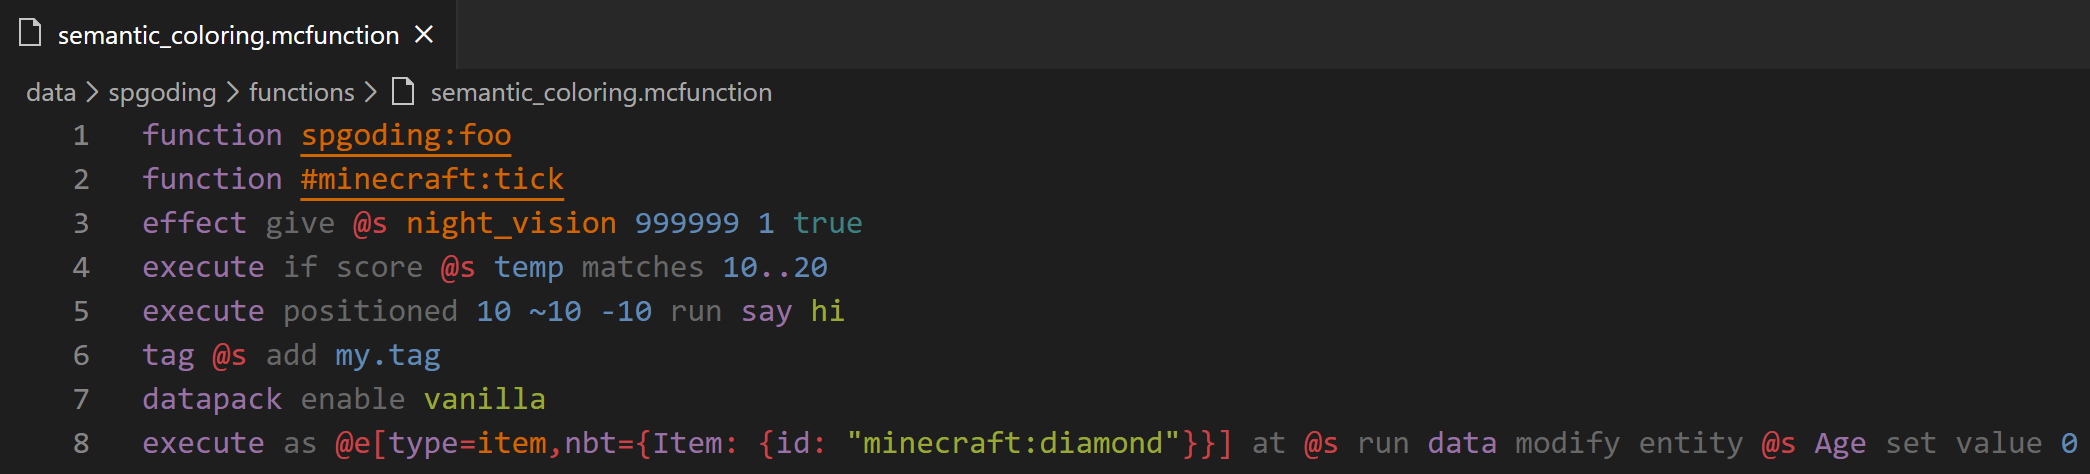 semantic_coloring.mcfunction
data > spgoding > functions > semantic_coloring.mcfunction
1 function spgoding:foo
2 function #minecraft:tick
3 effect give @s night_vision 999999 1 true
4 execute if score @s temp matches 10..20
5 execute positioned 10 ~10 -10 run say hi
6 tag @s add my.tag
7 datapack enable vanilla
8 execute as @e[type=item,nbt={Item: {id: "minecraft:diamond"}}] at @s run data modify entity @s Age set value 0